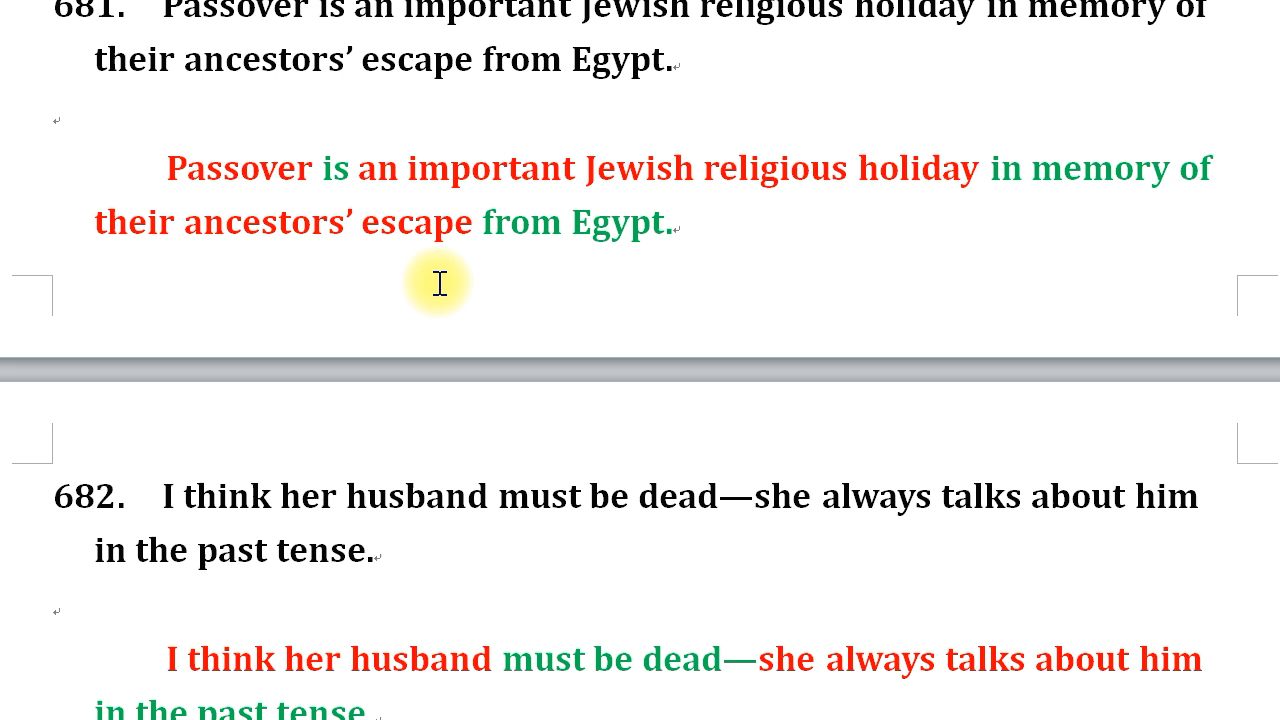 681. Passover is an important Jewish religious holiday in memory of
their ancestors’ escape from Egypt.
Passover is an important Jewish religious holiday in memory of
their ancestors’ escape from Egypt.
682. I think her husband must be dead—she always talks about him
in the past tense.
I think her husband must be dead—she always talks about him
in the past tense.